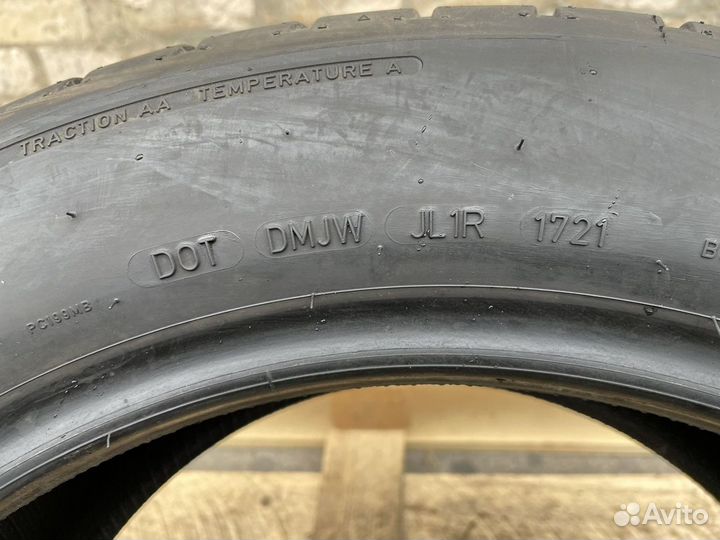 TRACTION AA TEMPERATURE A
DOT DMJW JL1R 1721
B
PC199MB
Avito